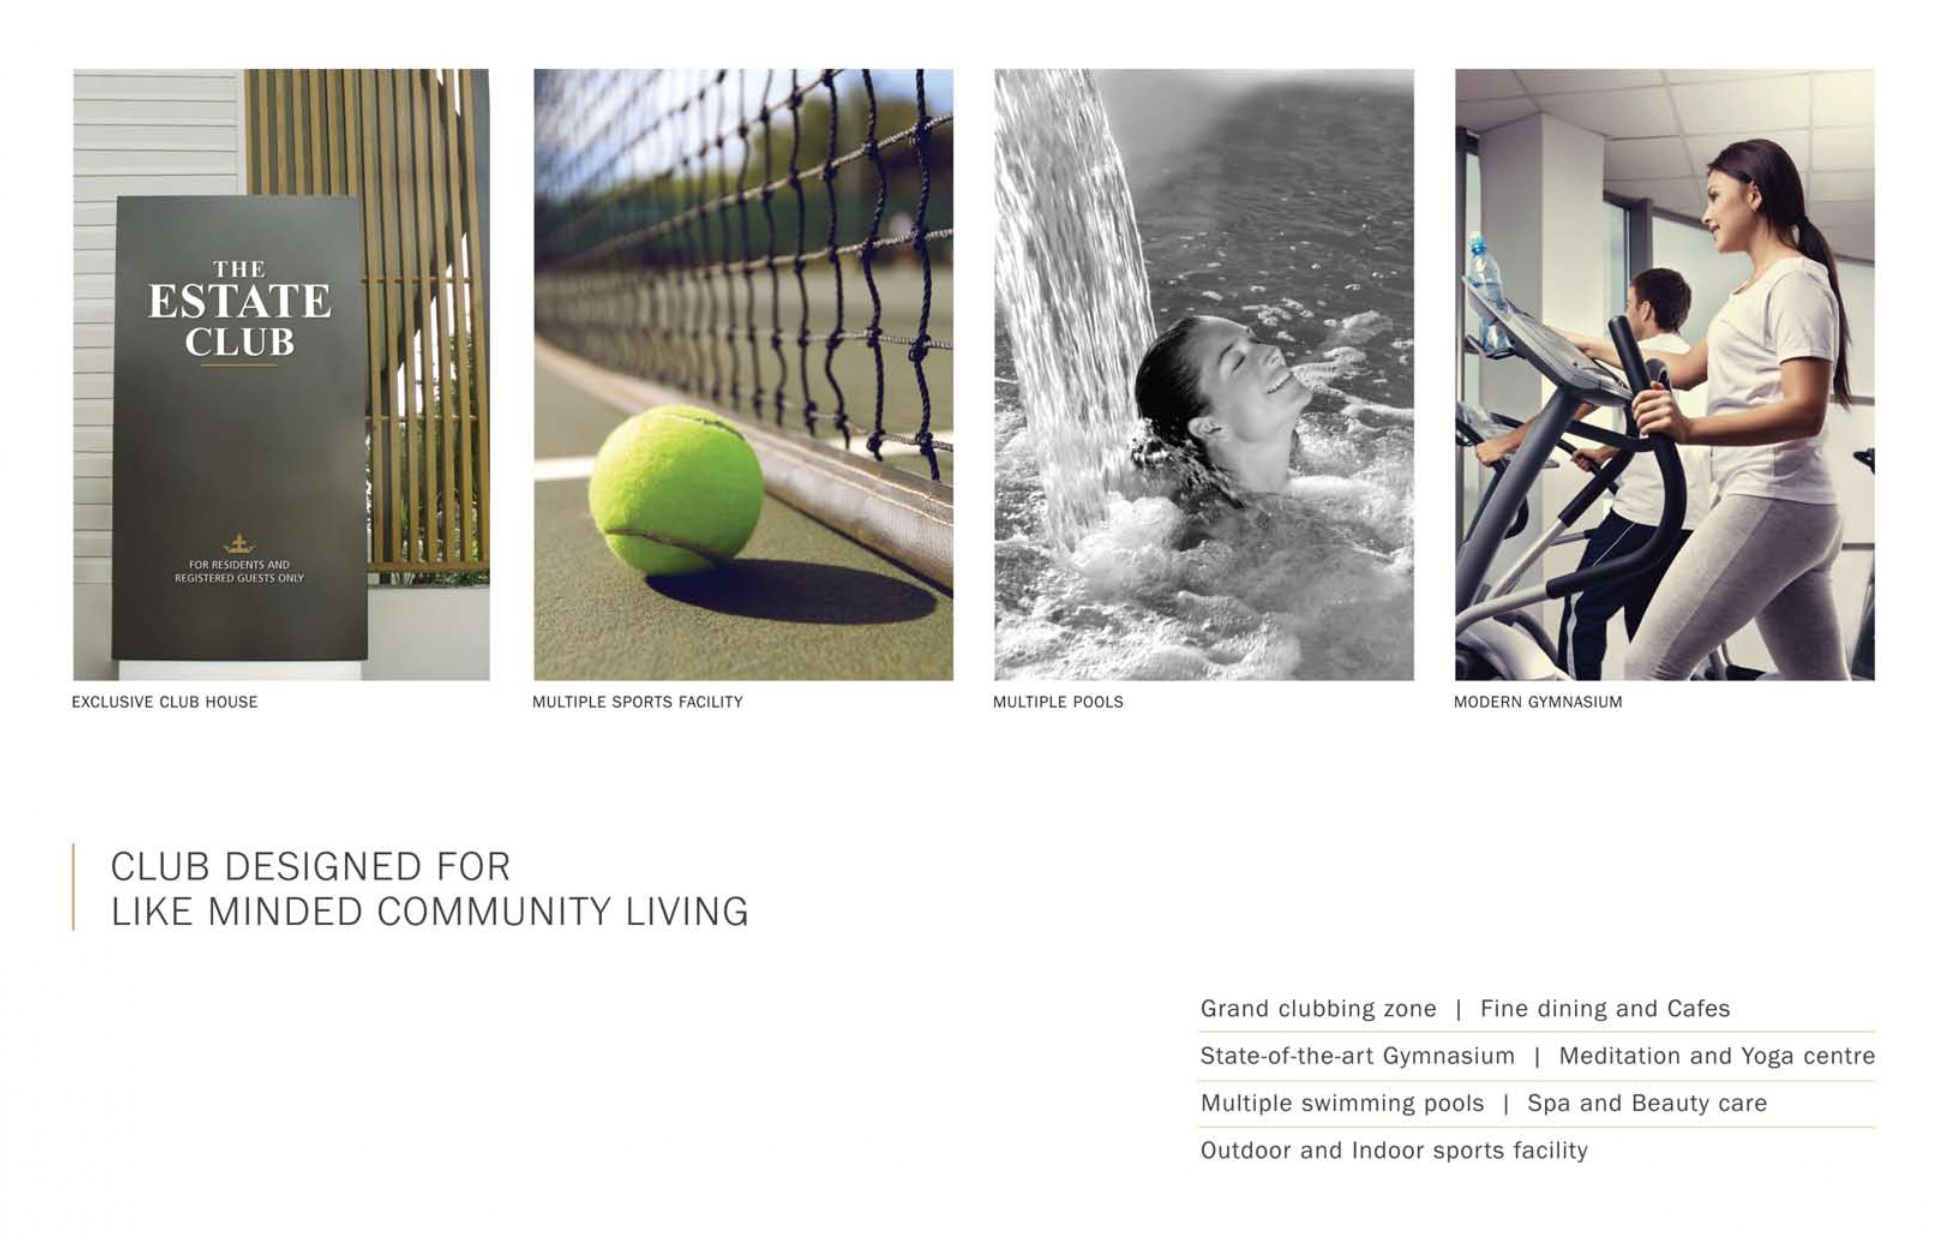 THE
ESTATE
CLUB
FOR RESIDENTS AND
REGISTERED GUESTS ONLY
EXCLUSIVE CLUB HOUSE
MULTIPLE SPORTS FACILITY
MULTIPLE POOLS
MODERN GYMNASIUM
CLUB DESIGNED FOR
LIKE MINDED COMMUNITY LIVING
Grand clubbing zone | Fine dining and Cafes
State-of-the-art Gymnasium | Meditation and Yoga centre
Multiple swimming pools | Spa and Beauty care
Outdoor and Indoor sports facility